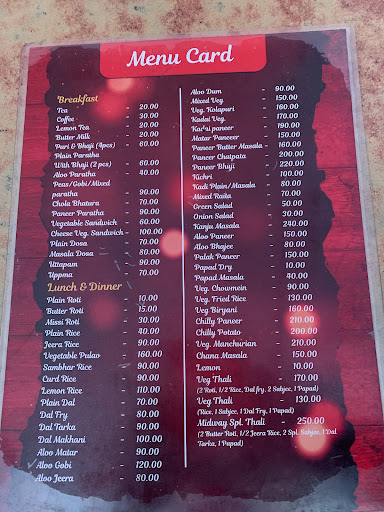 Menu Card
Breakfast
Tea - 20.00
Coffee - 30.00
Lemon Tea - 20.00
Butter Milk - 20.00
Puri & Bhaji (4pcs) - 60.00
Plain Paratha
With Bhaji (2 pcs) - 60.00
Aloo Paratha - 40.00
Peas/Gobi/Mixed
paratha - 90.00
Chola Bhatura - 70.00
Paneer Paratha - 90.00
Vegetable Sandwich - 60.00
Cheese Veg. Sandwich - 100.00
Plain Dosa - 70.00
Masala Dosa - 80.00
Uttapam - 90.00
Uppma - 70.00
Lunch & Dinner
Plain Roti - 10.00
Butter Roti - 15.00
Missi Roti - 30.00
Plain Rice - 40.00
Jeera Rice - 90.00
Vegetable Pulao - 160.00
Sambhar Rice - 90.00
Curd Rice - 90.00
Lemon Rice - 110.00
Plain Dal - 70.00
Dal Fry - 80.00
Dal Tarka - 90.00
Dal Makhani - 100.00
Aloo Matar - 90.00
Aloo Gobi - 120.00
Aloo Jeera - 80.00
Aloo Dum - 90.00
Mixed Veg - 150.00
Veg. Kolapuri - 160.00
Kadai Veg. - 170.00
paneer - 190.00
Matar Paneer - 150.00
Paneer Butter Masala - 160.00
Paneer Chatpata - 200.00
Paneer Bhaji - 220.00
Kichri - 100.00
Kadi Plain/Masala - 80.00
Mixed Raita - 70.00
Green Salad - 50.00
Onion Salad - 30.00
Kanju Masala - 240.00
Aloo Paneer - 150.00
Aloo Bhajee - 80.00
Palak Paneer - 150.00
Papad Dry - 10.00
Papad Masala - 40.00
Veg. Chowmein - 90.00
Veg. Fried Rice - 130.00
Veg Biryani - 160.00
Chilly Paneer - 210.00
Chilly Potato - 200.00
Veg. Manchurian - 210.00
Chana Masala - 150.00
Lemon - 10.00
Veg Thali - 170.00
(2 Roti, 1/2 Rice, Dal fry, 2 Sabjee, 1 Papad)
Veg Thali - 130.00
(Rice, 1 Sabjee, 1 Dal Fry, 1 Papad)
Midway Spl. Thali - 250.00
(2 Butter Roti, 1/2 Jeera Rice, 2 Spl. Sabjee, 1 Dal
Tarka, 1 Papad)